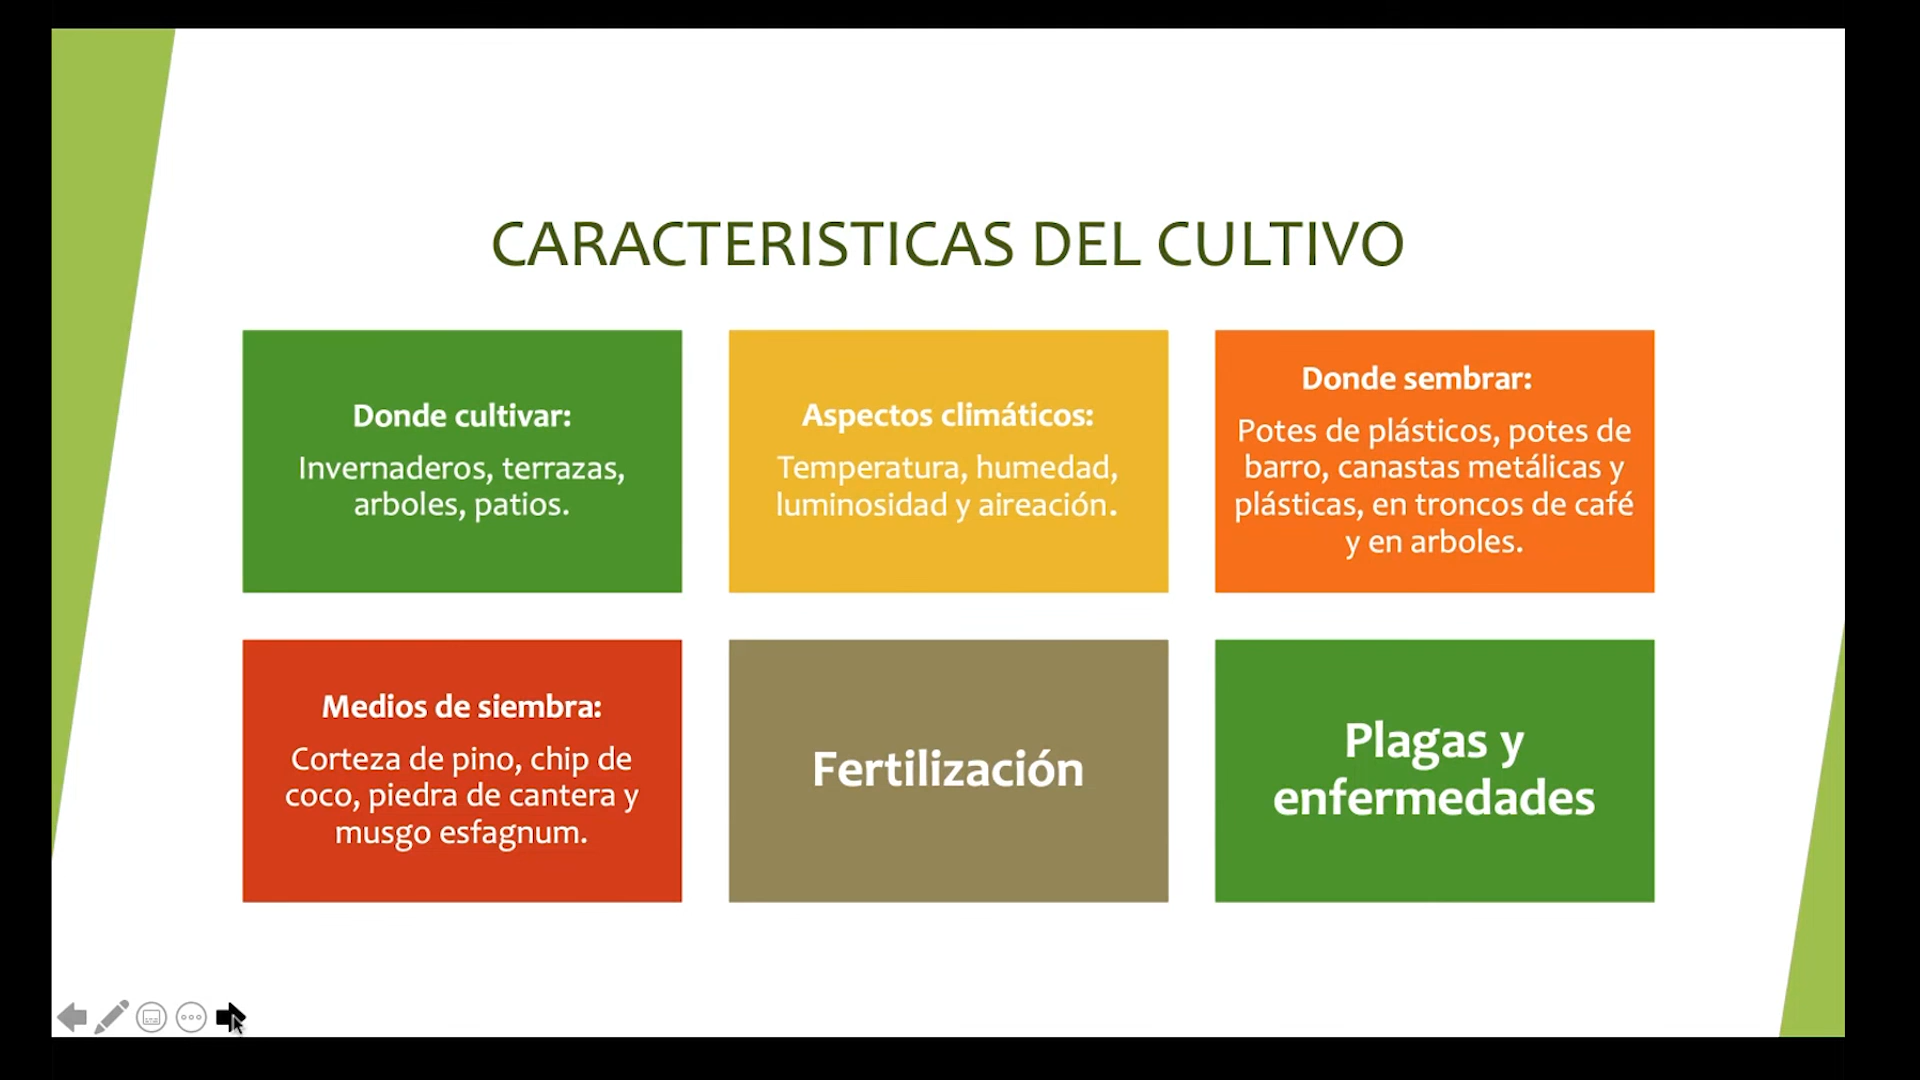 CARACTERISTICAS DEL CULTIVO
Donde cultivar:
Invernaderos, terrazas,
arboles, patios.
Aspectos climáticos:
Temperatura, humedad,
luminosidad y aireación.
Donde sembrar:
Potes de plásticos, potes de
barro, canastas metálicas y
plásticas, en troncos de café
y en arboles.
Medios de siembra:
Corteza de pino, chip de
coco, piedra de cantera y
musgo esfagnum.
Fertilización
Plagas y
enfermedades